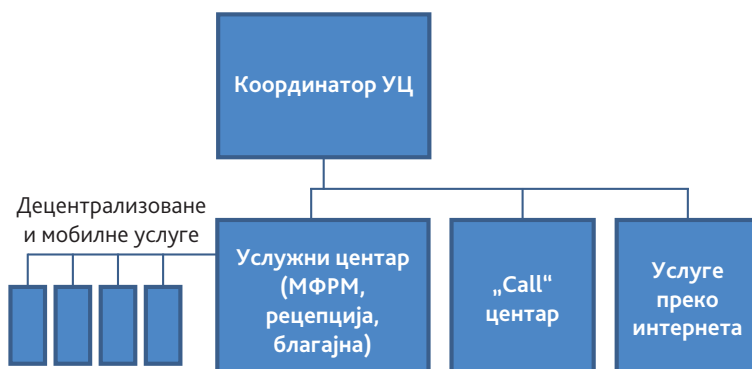 Координатор УЦ
Децентрализоване
и мобилне услуге
Услужни центар
(МФРМ,
рецепција,
благајна)
„Call“
центар
Услуге
преко
интернета